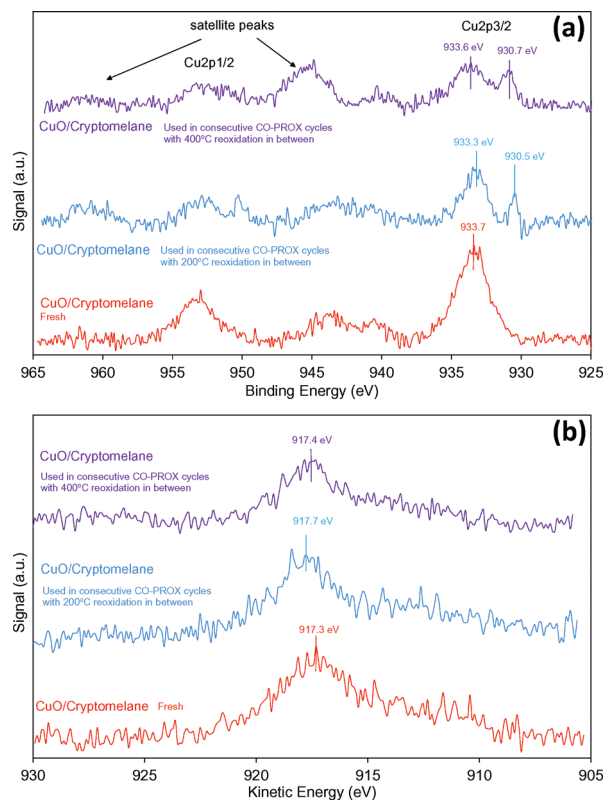 (a)
satellite peaks
Cu2p3/2
Cu2p1/2
933.6 eV
930.7 eV
CuO/Cryptomelane
Used in consecutive CO-PROX cycles
with 400ºC reoxidation in between
933.3 eV
930.5 eV
CuO/Cryptomelane
Used in consecutive CO-PROX cycles
with 200ºC reoxidation in between
933.7
CuO/Cryptomelane
Fresh
Signal (a.u.)
965 960 955 950 945 940 935 930 925
Binding Energy (eV)
(b)
917.4 eV
CuO/Cryptomelane
Used in consecutive CO-PROX cycles
with 400ºC reoxidation in between
917.7 eV
CuO/Cryptomelane
Used in consecutive CO-PROX cycles
with 200ºC reoxidation in between
917.3 eV
CuO/Cryptomelane Fresh
Signal (a.u.)
930 925 920 915 910 905
Kinetic Energy (eV)